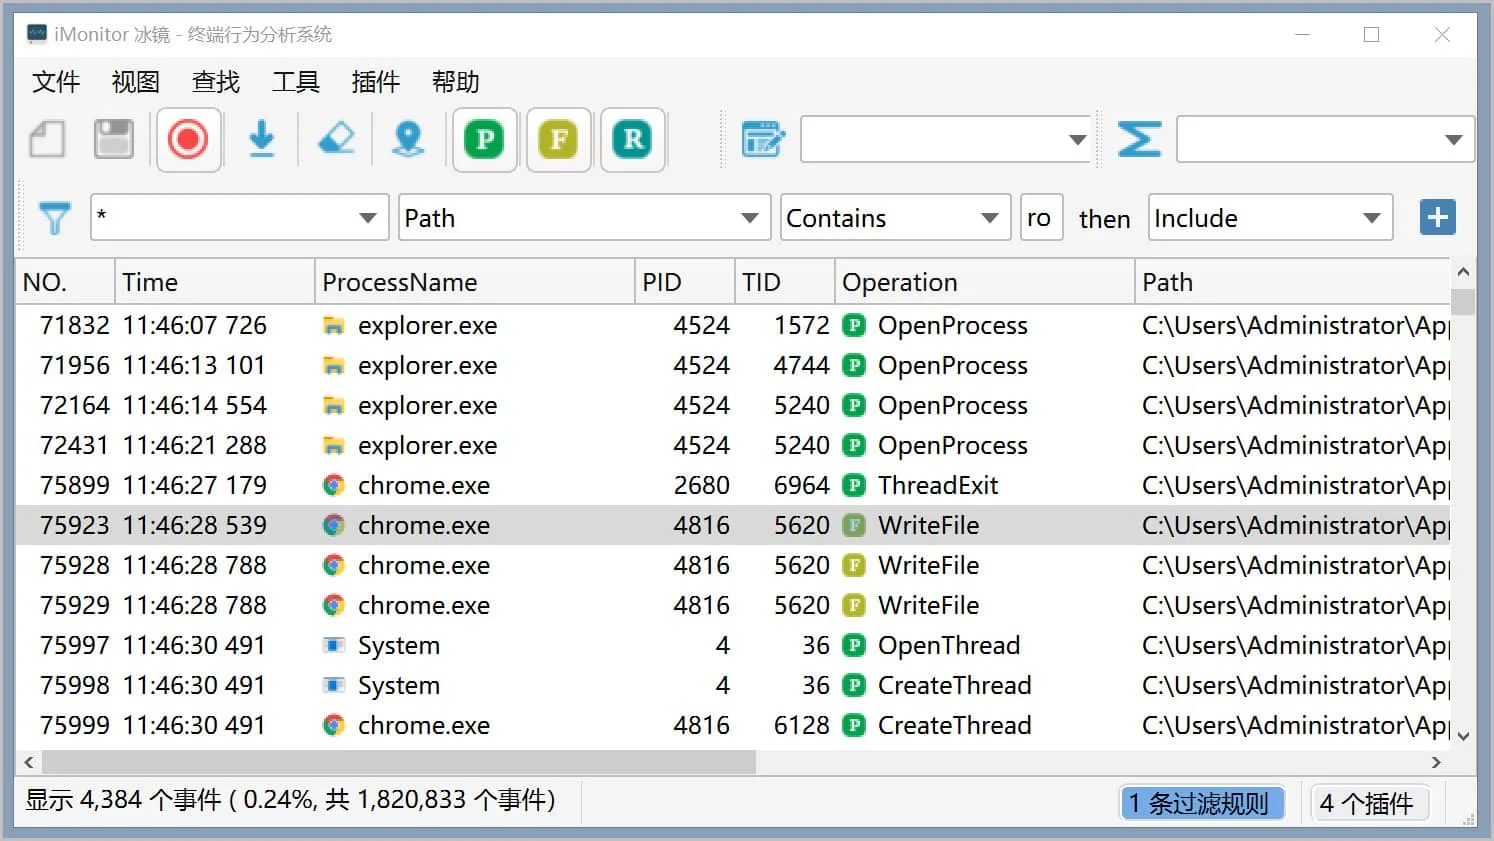 iMonitor 冰镜 - 终端行为分析系统
文件 视图 查找 工具 插件 帮助
P F R
* Path Contains ro then Include
NO. Time ProcessName PID TID Operation Path
71832 11:46:07 726 explorer.exe 4524 1572 P OpenProcess C:\Users\Administrator\Ap
71956 11:46:13 101 explorer.exe 4524 4744 P OpenProcess C:\Users\Administrator\Ap
72164 11:46:14 554 explorer.exe 4524 5240 P OpenProcess C:\Users\Administrator\Ap
72431 11:46:21 288 explorer.exe 4524 5240 P OpenProcess C:\Users\Administrator\Ap
75899 11:46:27 179 chrome.exe 2680 6964 P ThreadExit C:\Users\Administrator\Ap
75923 11:46:28 539 chrome.exe 4816 5620 F WriteFile C:\Users\Administrator\Ap
75928 11:46:28 788 chrome.exe 4816 5620 F WriteFile C:\Users\Administrator\Ap
75929 11:46:28 788 chrome.exe 4816 5620 F WriteFile C:\Users\Administrator\Ap
75997 11:46:30 491 System 4 36 P OpenThread C:\Users\Administrator\Ap
75998 11:46:30 491 System 4 36 P CreateThread C:\Users\Administrator\Ap
75999 11:46:30 491 chrome.exe 4816 6128 P CreateThread C:\Users\Administrator\Ap
显示 4,384 个事件 ( 0.24%, 共 1,820,833 个事件) 1 条过滤规则 4 个插件